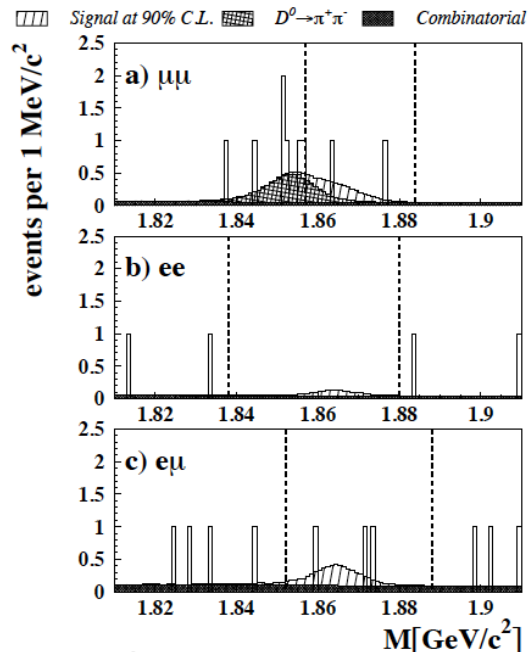 Signal at 90% C.L. D⁰→π⁺π⁻ Combinatorial
events per 1 MeV/c²
2.5
a) μμ
2
1.5
1
0.5
0
1.82 1.84 1.86 1.88 1.9
2.5
b) ee
2
1.5
1
0.5
0
1.82 1.84 1.86 1.88 1.9
2.5
c) eμ
2
1.5
1
0.5
0
1.82 1.84 1.86 1.88 1.9
M[GeV/c²]